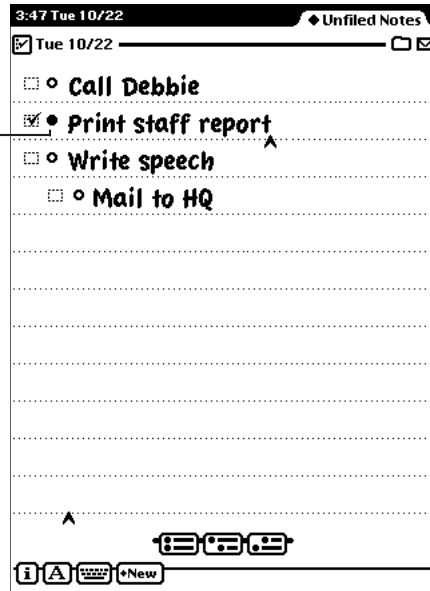 3:47 Tue 10/22
◆Unfiled Notes
Tue 10/22
Call Debbie
Print staff report
Write speech
Mail to HQ
i A New